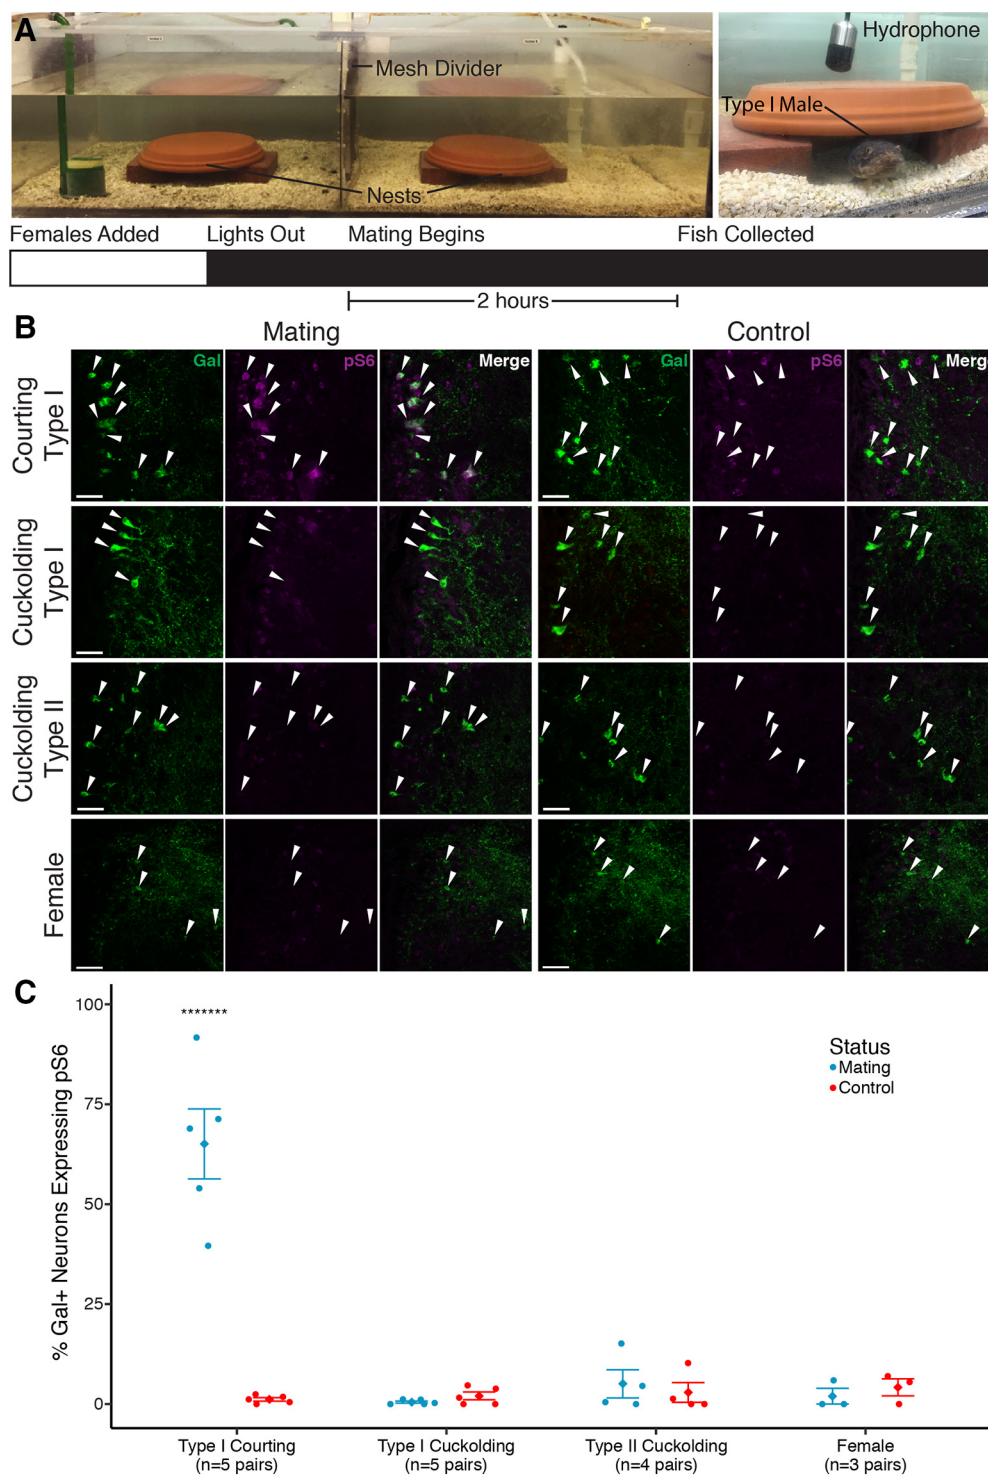 A
Mesh Divider
Nests
Hydrophone
Type I Male
Females Added
Lights Out
Mating Begins
Fish Collected
2 hours
B
Mating
Control
Gal
pS6
Merge
Gal
pS6
Merg
Courting
Type I
Cuckolding
Type I
Cuckolding
Type II
Female
C
% Gal+ Neurons Expressing pS6
100
75
50
25
0
*******
Status
Mating
Control
Type I Courting
(n=5 pairs)
Type I Cuckolding
(n=5 pairs)
Type II Cuckolding
(n=4 pairs)
Female
(n=3 pairs)